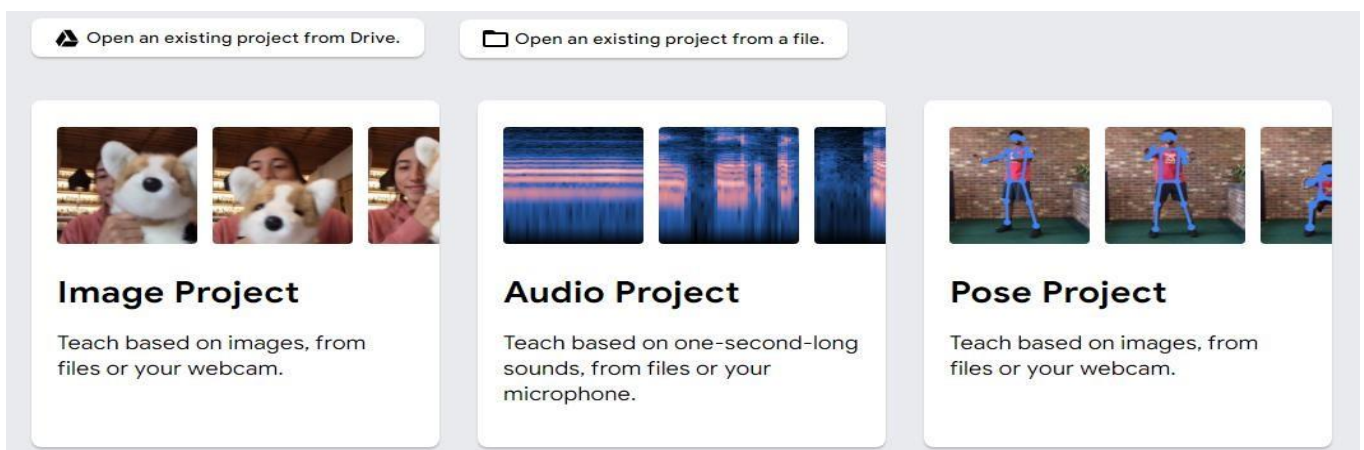 Open an existing project from Drive.
Open an existing project from a file.
Image Project
Teach based on images, from
files or your webcam.
Audio Project
Teach based on one-second-long
sounds, from files or your
microphone.
Pose Project
Teach based on images, from
files or your webcam.